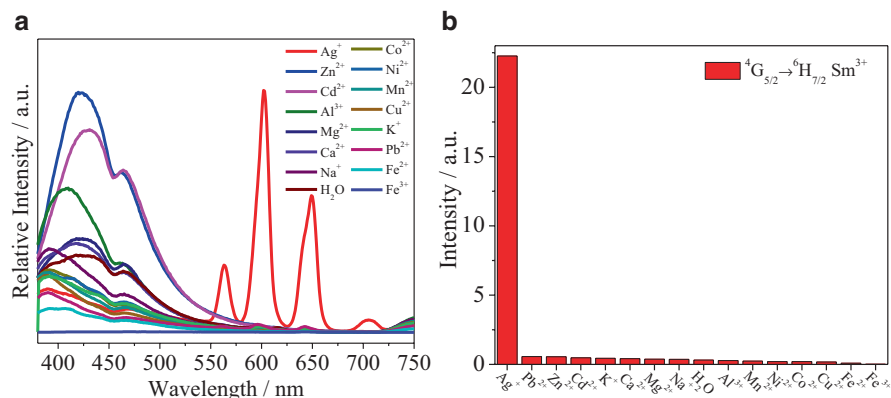 a
Relative Intensity / a.u.
Ag⁺
Zn²⁺
Cd²⁺
Al³⁺
Mg²⁺
Ca²⁺
Na⁺
H₂O
Co²⁺
Ni²⁺
Mn²⁺
Cu²⁺
K⁺
Pb²⁺
Fe²⁺
Fe³⁺
400 450 500 550 600 650 700 750
Wavelength / nm
b
Intensity / a.u.
20
15
10
5
0
⁴G₅/₂→⁶H₇/₂ Sm³⁺
Ag⁺ Pb²⁺ Zn²⁺ Cd²⁺ K⁺ Ca²⁺ Mg²⁺ Na⁺ H₂O Al³⁺ Mn²⁺ Ni²⁺ Co²⁺ Cu²⁺ Fe²⁺ Fe³⁺